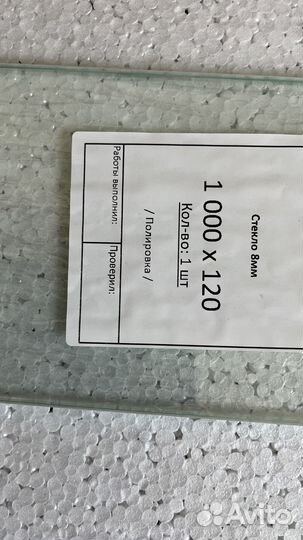 Стекло 8мм
1 000 x 120
Кол-во: 1 шт
/ Полировка /
Работы выполнил:
Проверил:
Avito